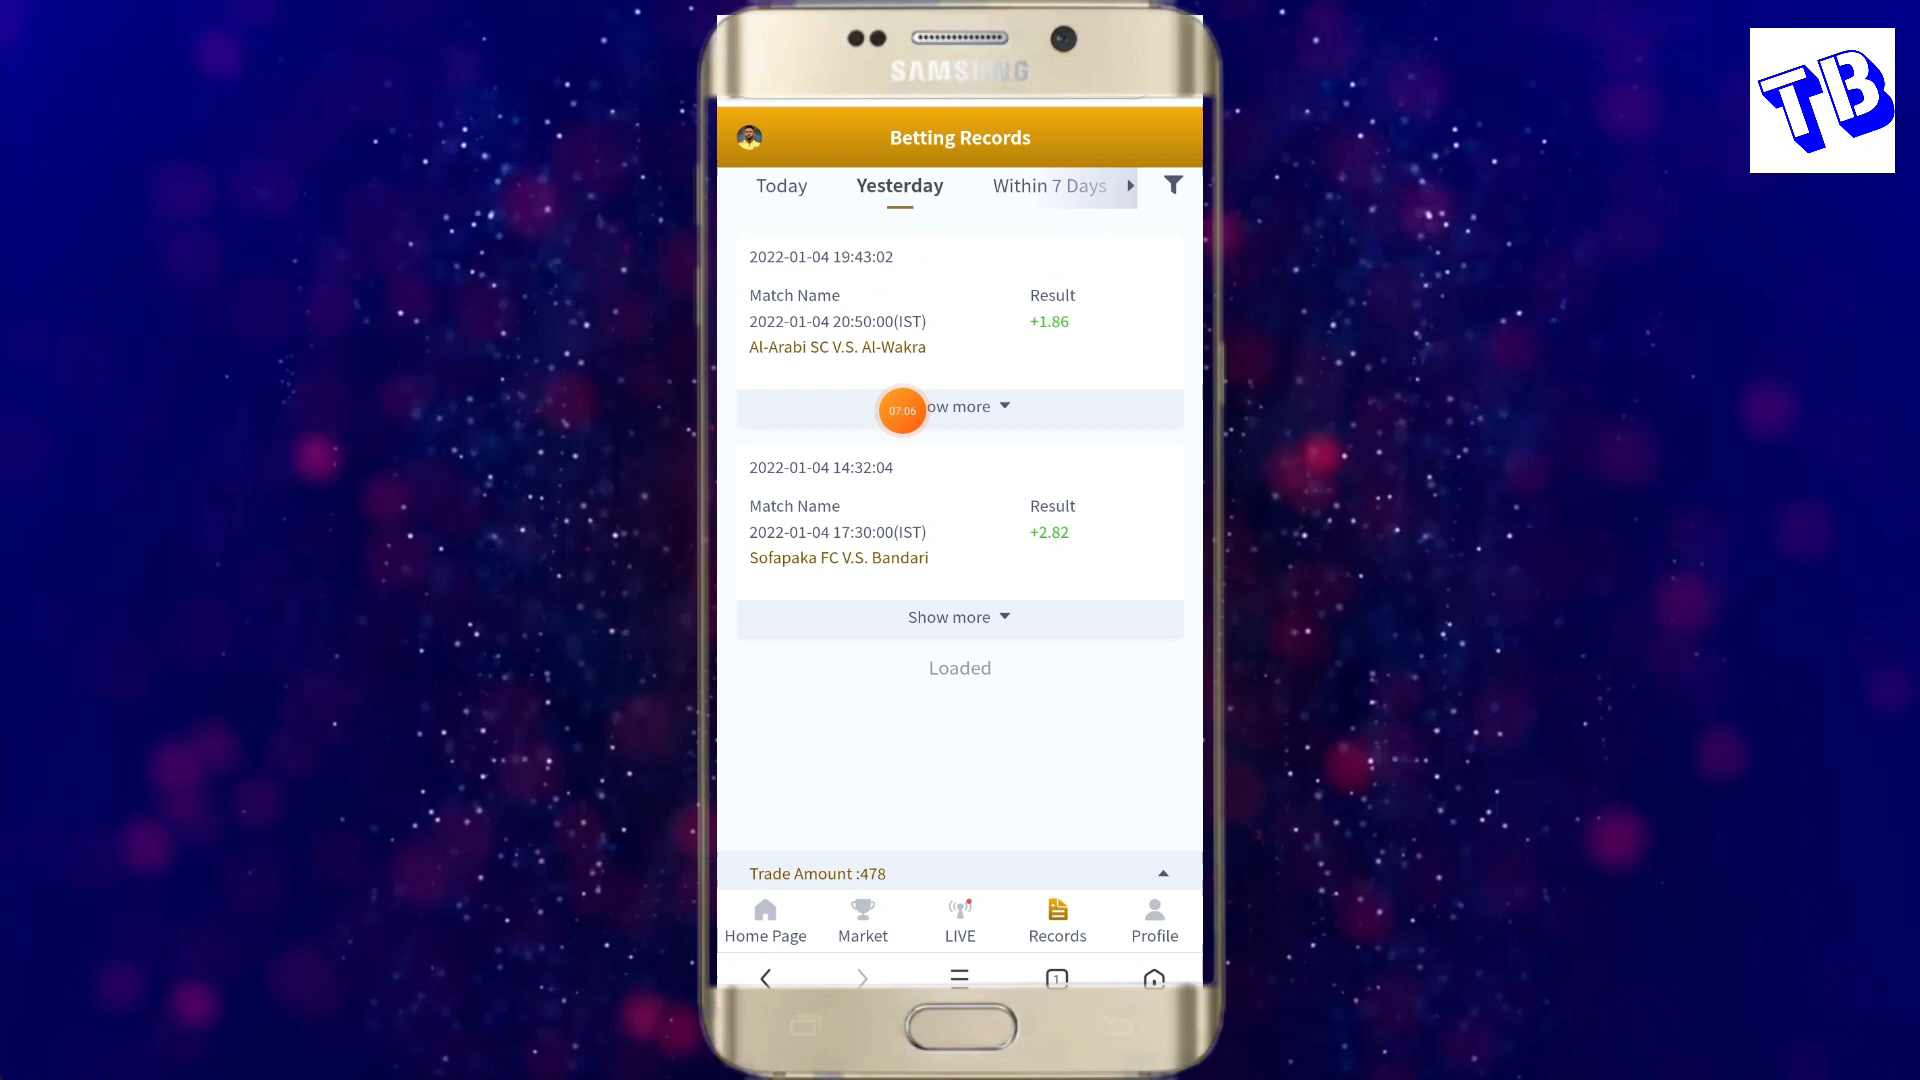 SAMSUNG
TB
Betting Records
Today Yesterday Within 7 Days
2022-01-04 19:43:02
Match Name Result
2022-01-04 20:50:00(IST) +1.86
Al-Arabi SC V.S. Al-Wakra
07:06 ow more
2022-01-04 14:32:04
Match Name Result
2022-01-04 17:30:00(IST) +2.82
Sofapaka FC V.S. Bandari
Show more
Loaded
Trade Amount :478
Home Page Market LIVE Records Profile
1